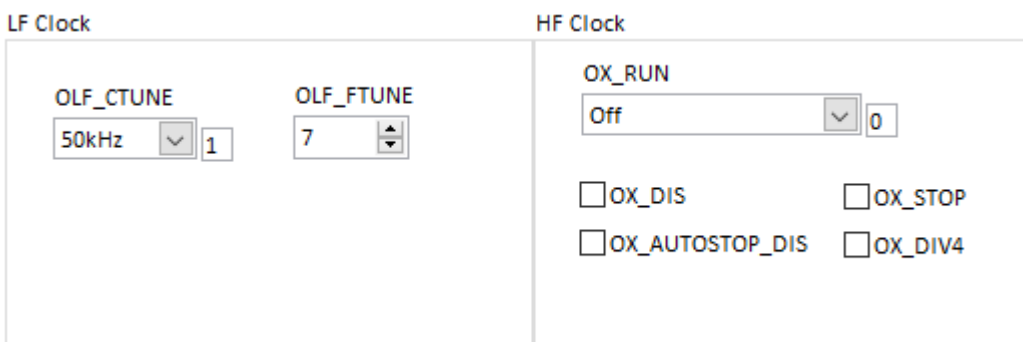 LF Clock
OLF_CTUNE
50kHz
1
OLF_FTUNE
7
HF Clock
OX_RUN
Off
0
OX_DIS
OX_STOP
OX_AUTOSTOP_DIS
OX_DIV4